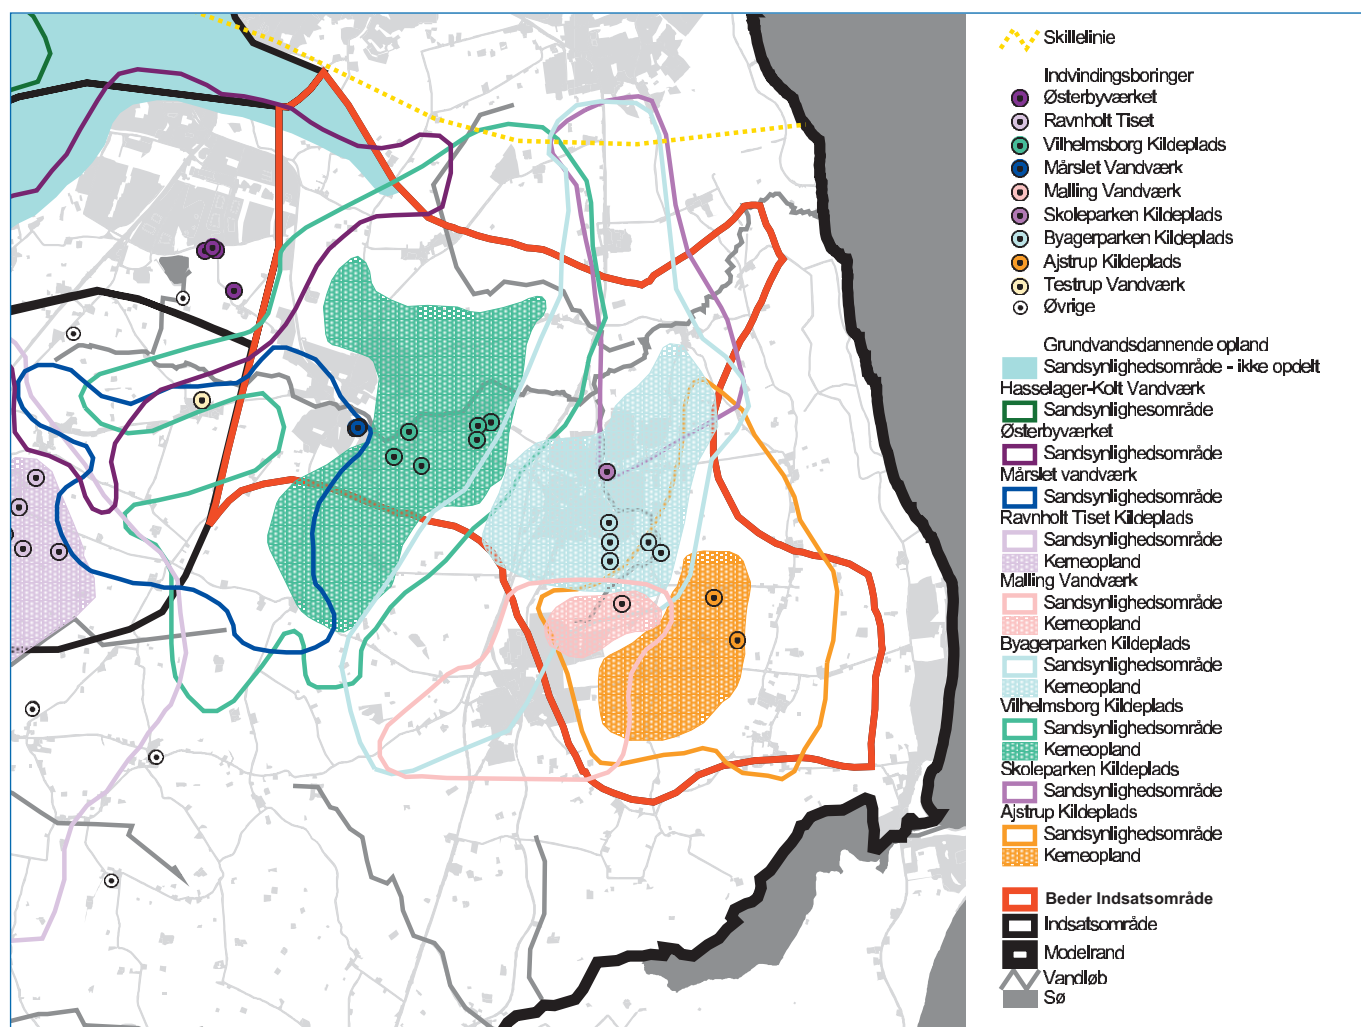 Skillelinie
Indvindingsboringer
Østerbyværket
Ravnholt Tiset
Vilhelmsborg Kildeplads
Mårslet Vandværk
Malling Vandværk
Skoleparken Kildeplads
Byagerparken Kildeplads
Ajstrup Kildeplads
Testrup Vandværk
Øvrige
Grundvandsdannende opland
Sandsynlighedsområde - ikke opdelt
Hasselager-Kolt Vandværk
Sandsynlighesområde
Østerbyværket
Sandsynlighedsområde
Mårslet vandværk
Sandsynlighedsområde
Ravnholt Tiset Kildeplads
Sandsynlighedsområde
Kerneopland
Malling Vandværk
Sandsynlighedsområde
Kerneopland
Byagerparken Kildeplads
Sandsynlighedsområde
Kerneopland
Vilhelmsborg Kildeplads
Sandsynlighedsområde
Kerneopland
Skoleparken Kildeplads
Sandsynlighedsområde
Ajstrup Kildeplads
Sandsynlighedsområde
Kerneopland
Beder Indsatsområde
Indsatsområde
Modelrand
Vandløb
Sø